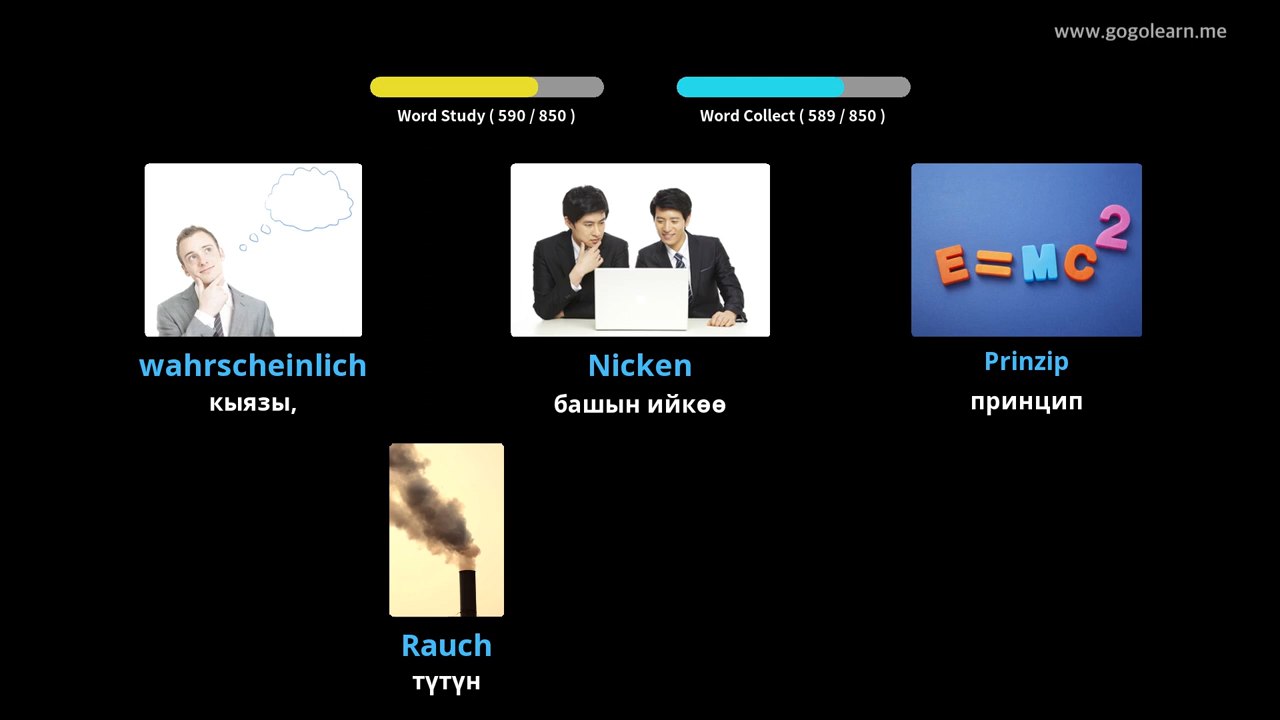 www.gogolearn.me
Word Study ( 590 / 850 )
Word Collect ( 589 / 850 )
wahrscheinlich
кыязы,
Nicken
башын ийкөө
E=MC2
Prinzip
принцип
Rauch
түтүн